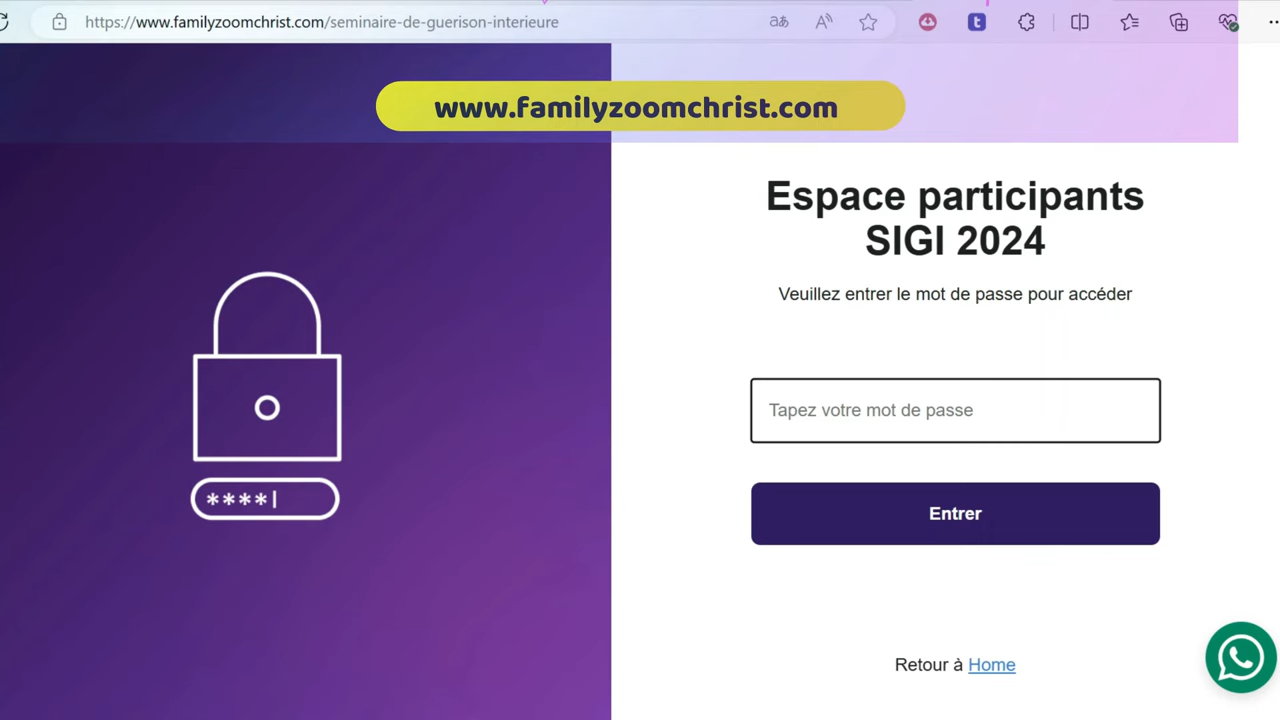 https://www.familyzoomchrist.com/seminaire-de-guerison-interieure
www.familyzoomchrist.com
Espace participants
SIGI 2024
Veuillez entrer le mot de passe pour accéder
Tapez votre mot de passe
****|
Entrer
Retour à Home